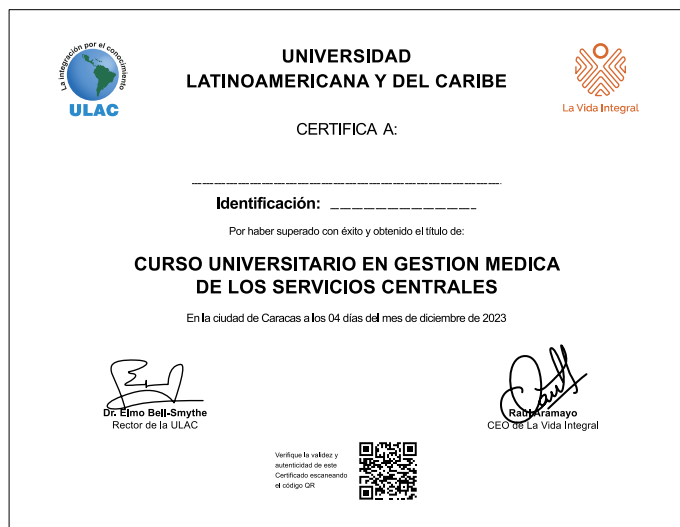 La integración por el conocimiento
ULAC
UNIVERSIDAD
LATINOAMERICANA Y DEL CARIBE
La Vida Integral
CERTIFICA A:
Identificación:
Por haber superado con éxito y obtenido el título de:
CURSO UNIVERSITARIO EN GESTION MEDICA
DE LOS SERVICIOS CENTRALES
En la ciudad de Caracas a los 04 días del mes de diciembre de 2023
Dr. Elmo Bell-Smythe
Rector de la ULAC
Raúl Aramayo
CEO de La Vida Integral
Verifique la validez y
autenticidad de este
Certificado escaneando
el código QR